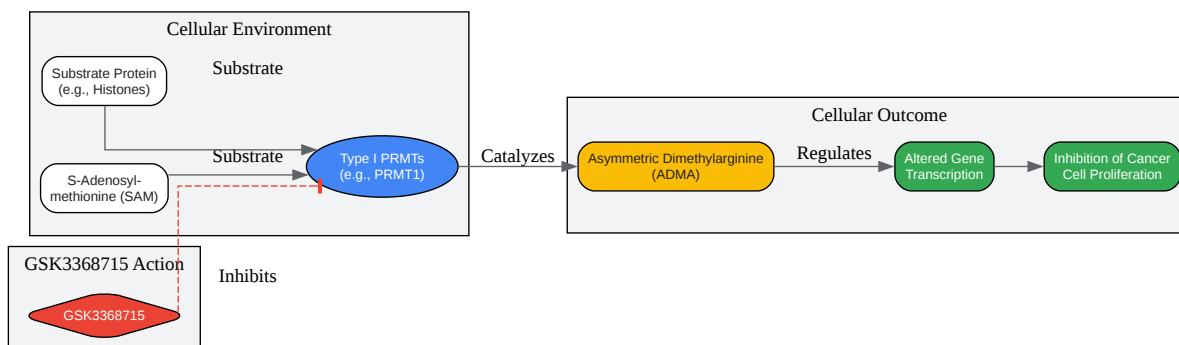 Cellular Environment
Substrate Protein
(e.g., Histones)
Substrate
Substrate
S-Adenosyl-
methionine (SAM)
Type I PRMTs
(e.g., PRMT1)
Catalyzes
Cellular Outcome
Asymmetric Dimethylarginine
(ADMA)
Regulates
Altered Gene
Transcription
Inhibition of Cancer
Cell Proliferation
GSK3368715 Action
Inhibits
GSK3368715